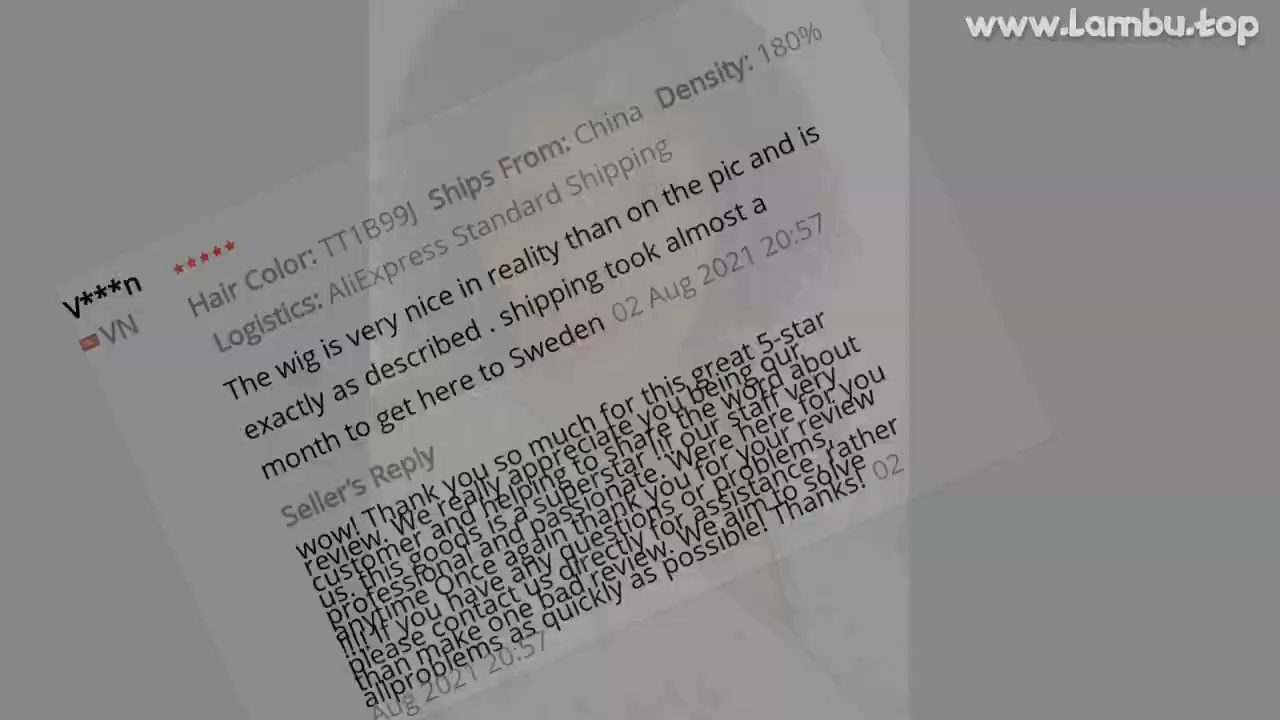 www.Lambu.top
V***n
VN
★★★★★
Hair Color: TT1B99J Ships From: China Density: 180%
Logistics: AliExpress Standard Shipping
The wig is very nice in reality than on the pic and is
exactly as described . shipping took almost a
month to get here to Sweden 02 Aug 2021 20:57
Seller's Reply
wow! Thank you so much for this great 5-star
review. We really appreciate you being our
customer and helping to share the word about
us. this goods is a superstar !!! our staff very
professional and passionate. Were here for you
anytime Once again thank you for your review
!!! If you have any questions or problems,
please contact us directly for assistance, rather
than make one bad review. We aim to solve
allproblems as quickly as possible! Thanks! 02
Aug 2021 20:57